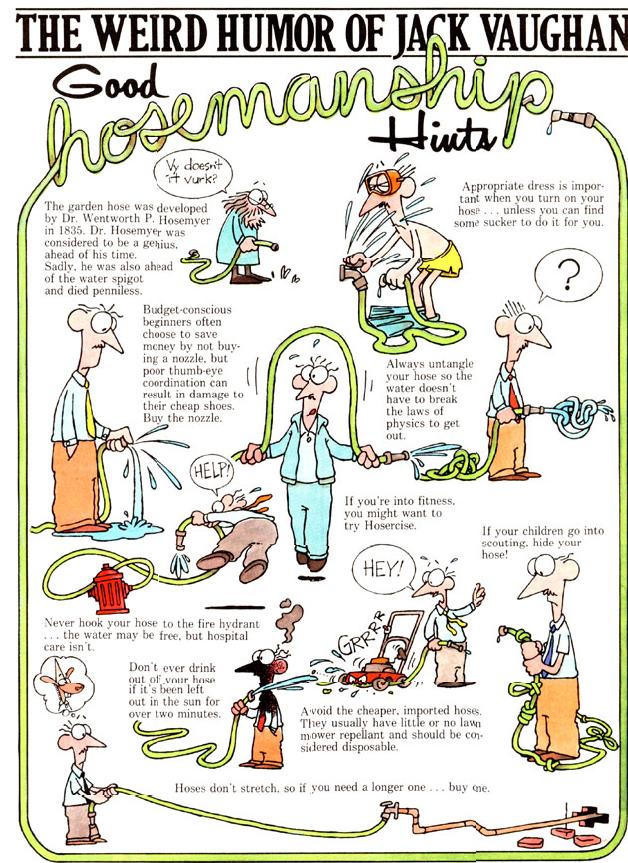 THE WEIRD HUMOR OF JACK VAUGHAN
Good
hosemanship
Hints
Vy doesn't
it vurk?
The garden hose was developed
by Dr. Wentworth P. Hosemyer
in 1835. Dr. Hosemyer was
considered to be a genius,
ahead of his time.
Sadly, he was also ahead
of the water spigot
and died penniless.
Appropriate dress is impor-
tant when you turn on your
hose . . . unless you can find
some sucker to do it for you.
?
Budget-conscious
beginners often
choose to save
money by not buy-
ing a nozzle, but
poor thumb-eye
coordination can
result in damage to
their cheap shoes.
Buy the nozzle.
Always untangle
your hose so the
water doesn't
have to break
the laws of
physics to get
out.
HELP!
If you're into fitness,
you might want to
try Hosercise.
If your children go into
scouting, hide your
hose!
HEY!
Never hook your hose to the fire hydrant
. . . the water may be free, but hospital
care isn't.
GRRRR
Don't ever drink
out of your hose
if it's been left
out in the sun for
over two minutes.
Avoid the cheaper, imported hoses.
They usually have little or no lawn
mower repellant and should be con-
sidered disposable.
Hoses don't stretch, so if you need a longer one . . . buy one.